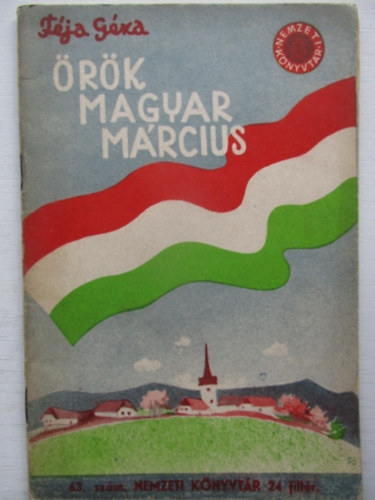 Féja Géza
NEMZETI
KÖNYVTÁR
ÖRÖK
MAGYAR
MÁRCIUS
63. szám. NEMZETI KÖNYVTÁR 24 fillér.